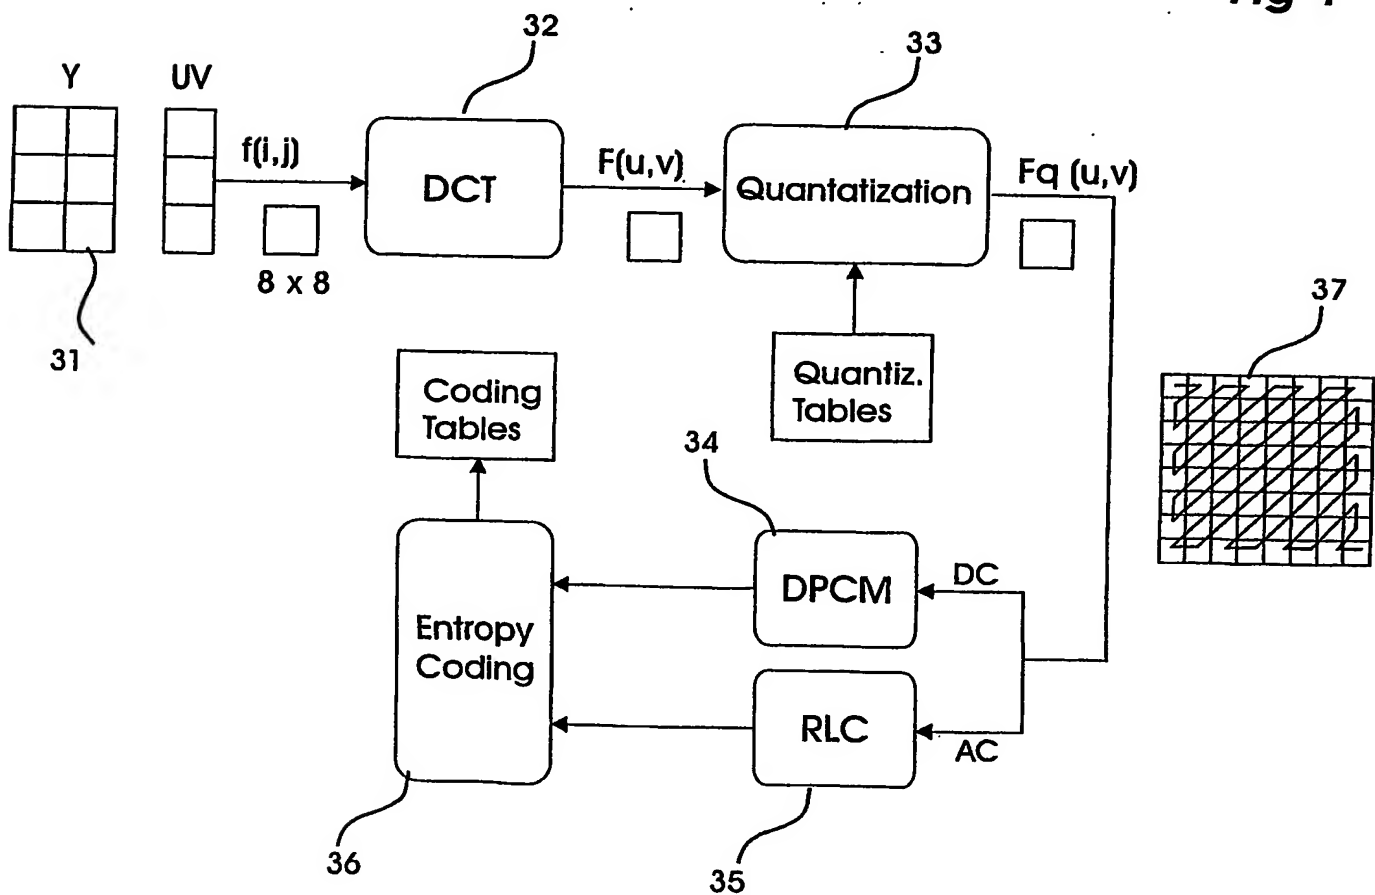 32
33
Y
UV
f(i,j)
DCT
F(u,v)
Quantatization
Fq (u,v)
8 x 8
31
37
Coding
Tables
Quantiz.
Tables
34
DPCM
DC
Entropy
Coding
RLC
AC
36
35